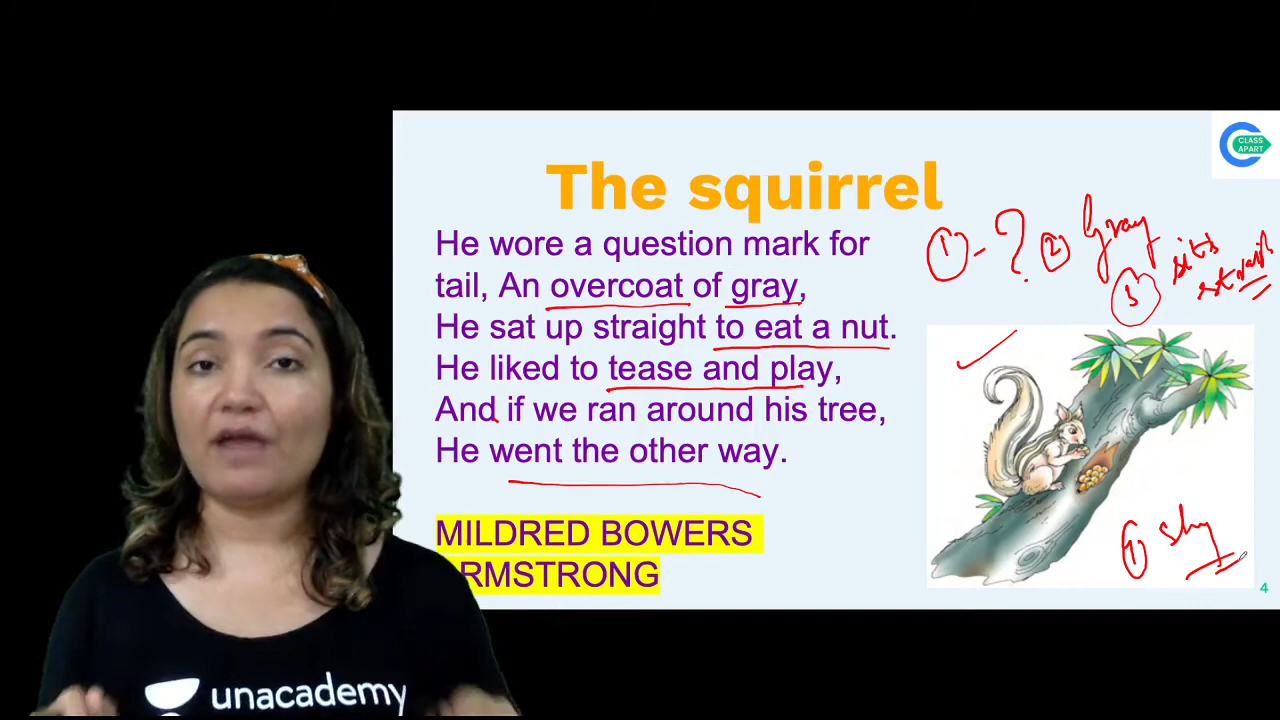 The squirrel
He wore a question mark for
tail, An overcoat of gray,
He sat up straight to eat a nut.
He liked to tease and play,
And if we ran around his tree,
He went the other way.
MILDRED BOWERS
RMSTRONG
① - ? ② Gray
③ sits
shy
CLASS
APART
4
unacademy